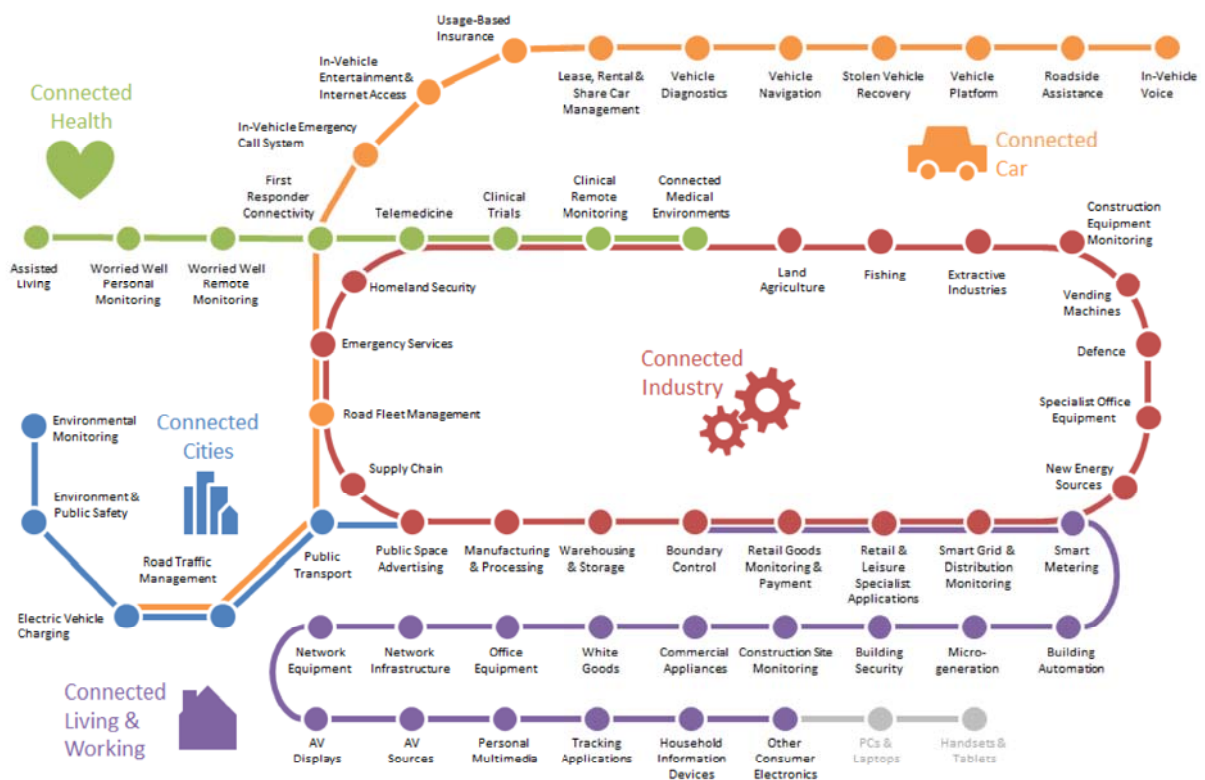 Usage-Based
Insurance
In-Vehicle
Entertainment &
Internet Access
Lease, Rental &
Share Car
Management
Vehicle
Diagnostics
Vehicle
Navigation
Stolen Vehicle
Recovery
Vehicle
Platform
Roadside
Assistance
In-Vehicle
Voice
Connected
Health
In-Vehicle Emergency
Call System
Connected
Car
First
Responder
Connectivity
Telemedicine
Clinical
Trials
Clinical
Remote
Monitoring
Connected
Medical
Environments
Construction
Equipment
Monitoring
Assisted
Living
Worried Well
Personal
Monitoring
Worried Well
Remote
Monitoring
Homeland Security
Land
Agriculture
Fishing
Extractive
Industries
Vending
Machines
Emergency Services
Connected
Industry
Defence
Environmental
Monitoring
Connected
Cities
Road Fleet Management
Specialist Office
Equipment
Supply Chain
New Energy
Sources
Environment &
Public Safety
Road Traffic
Management
Public
Transport
Public Space
Advertising
Manufacturing
& Processing
Warehousing
& Storage
Boundary
Control
Retail Goods
Monitoring &
Payment
Retail &
Leisure
Specialist
Applications
Smart Grid &
Distribution
Monitoring
Smart
Metering
Electric Vehicle
Charging
Network
Equipment
Network
Infrastructure
Office
Equipment
White
Goods
Commercial
Appliances
Construction Site
Monitoring
Building
Security
Micro-
generation
Building
Automation
Connected
Living &
Working
AV
Displays
AV
Sources
Personal
Multimedia
Tracking
Applications
Household
Information
Devices
Other
Consumer
Electronics
PCs &
Laptops
Handsets &
Tablets